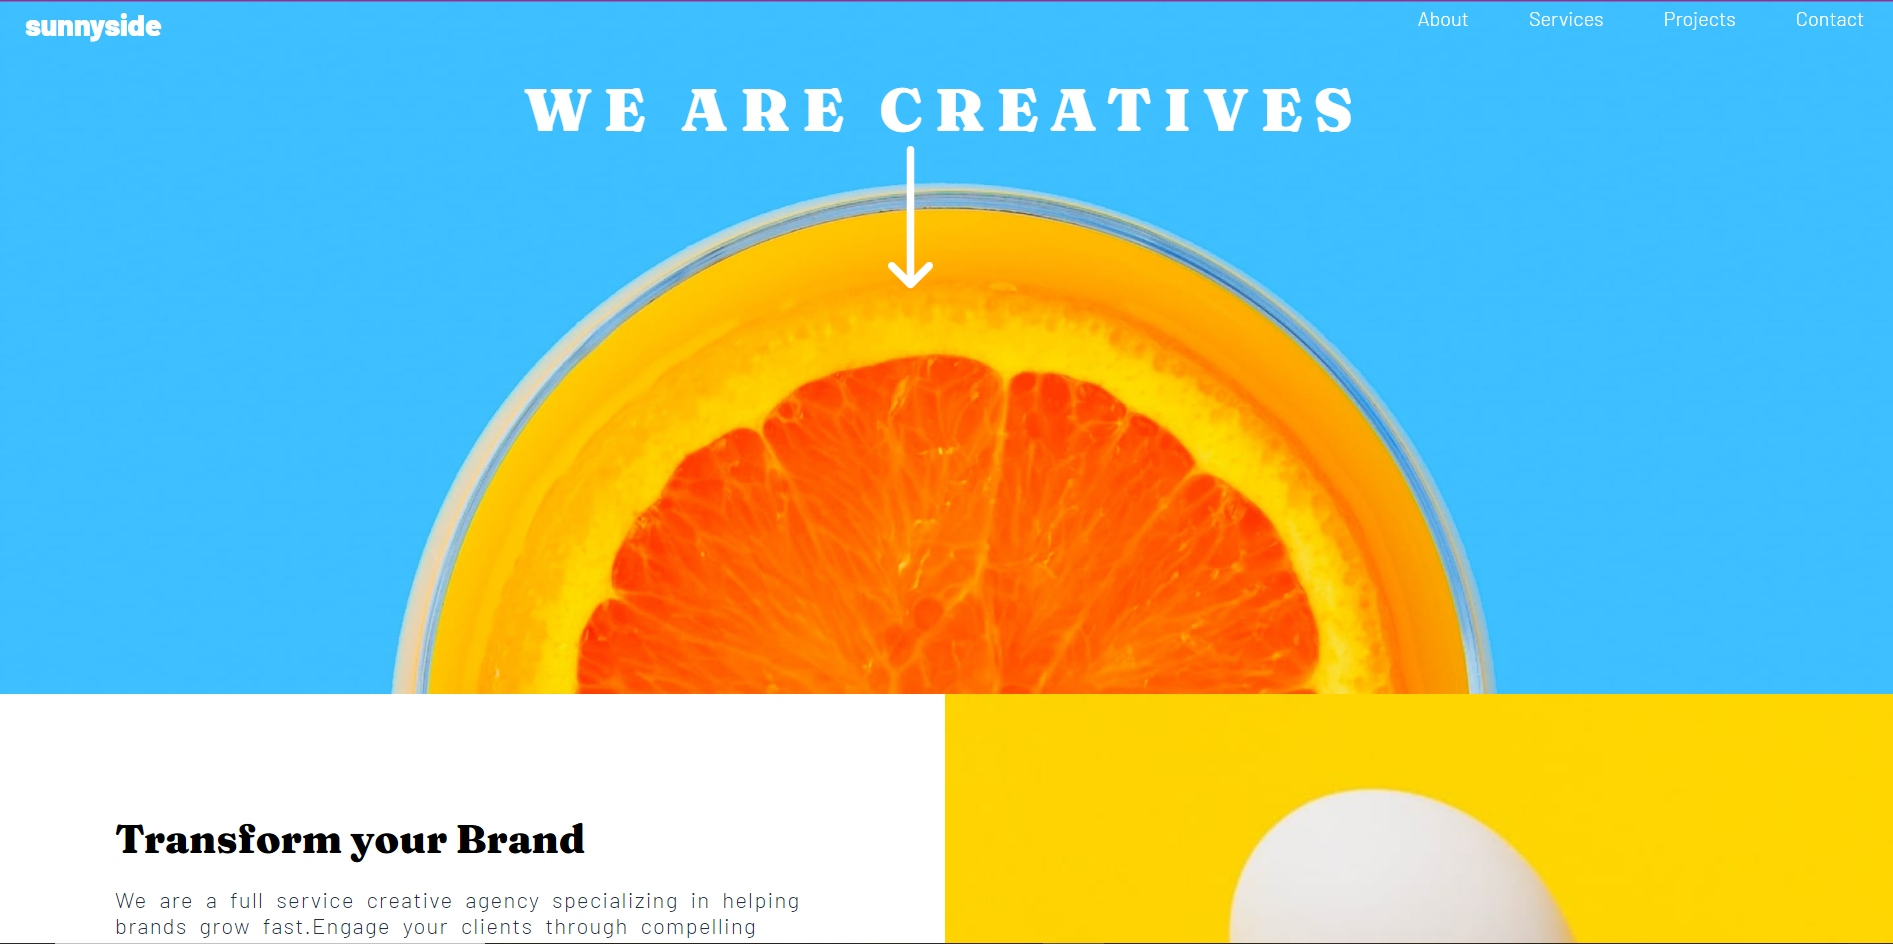 sunnyside
About Services Projects Contact
WE ARE CREATIVES
Transform your Brand
We are a full service creative agency specializing in helping
brands grow fast.Engage your clients through compelling